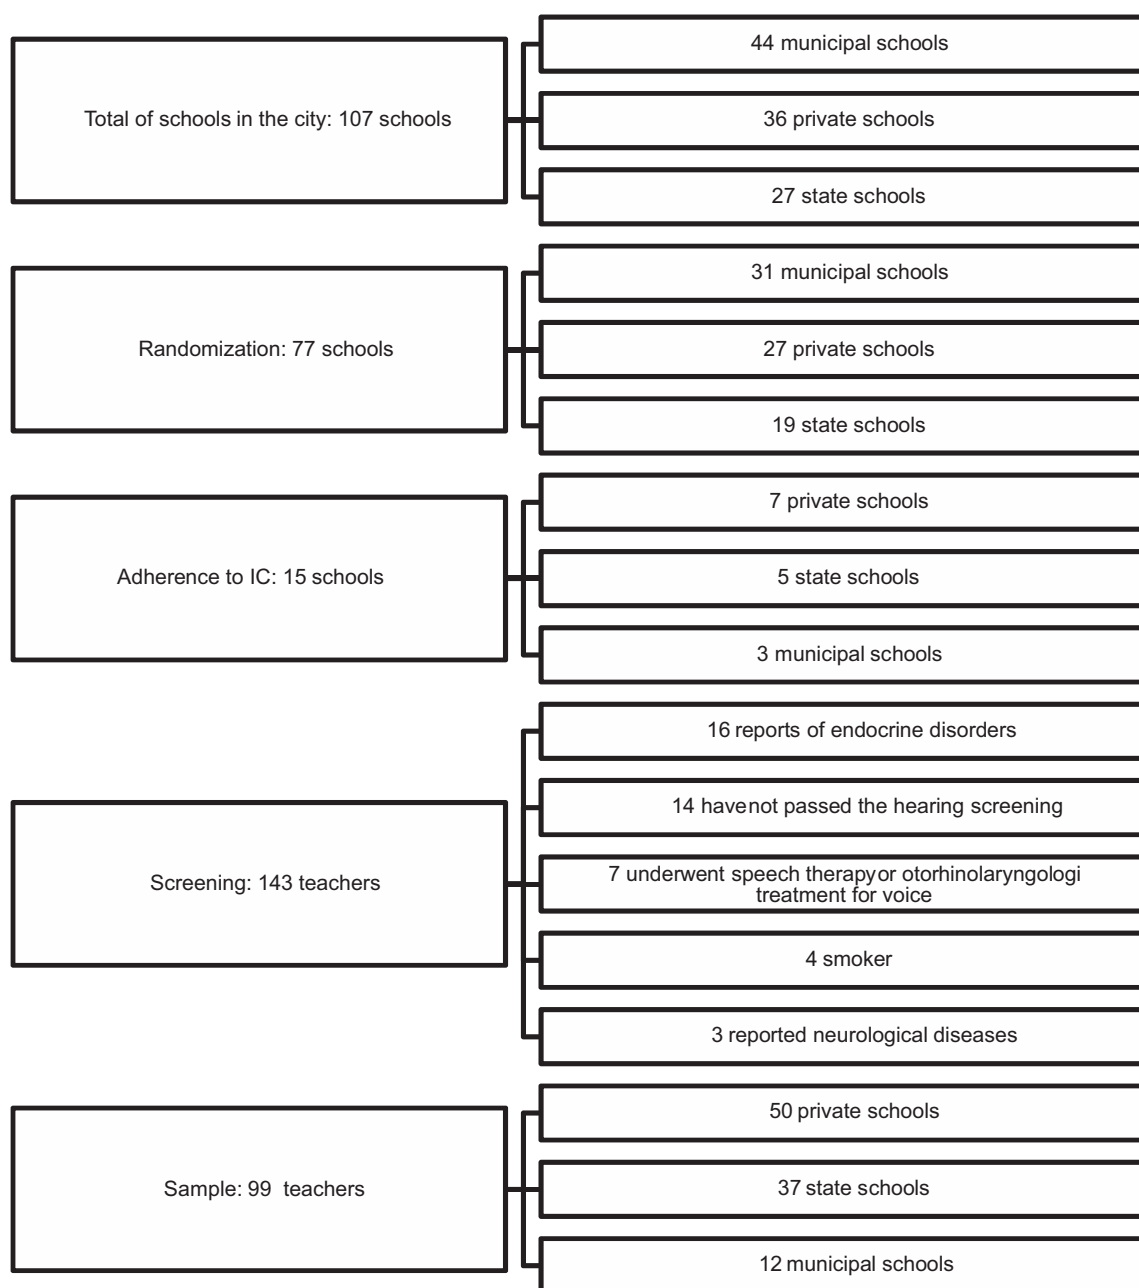 Total of schools in the city: 107 schools
44 municipal schools
36 private schools
27 state schools
Randomization: 77 schools
31 municipal schools
27 private schools
19 state schools
Adherence to IC: 15 schools
7 private schools
5 state schools
3 municipal schools
Screening: 143 teachers
16 reports of endocrine disorders
14 havenot passed the hearing screening
7 underwent speech therapyor otorhinolaryngologi
treatment for voice
4 smoker
3 reported neurological diseases
Sample: 99 teachers
50 private schools
37 state schools
12 municipal schools